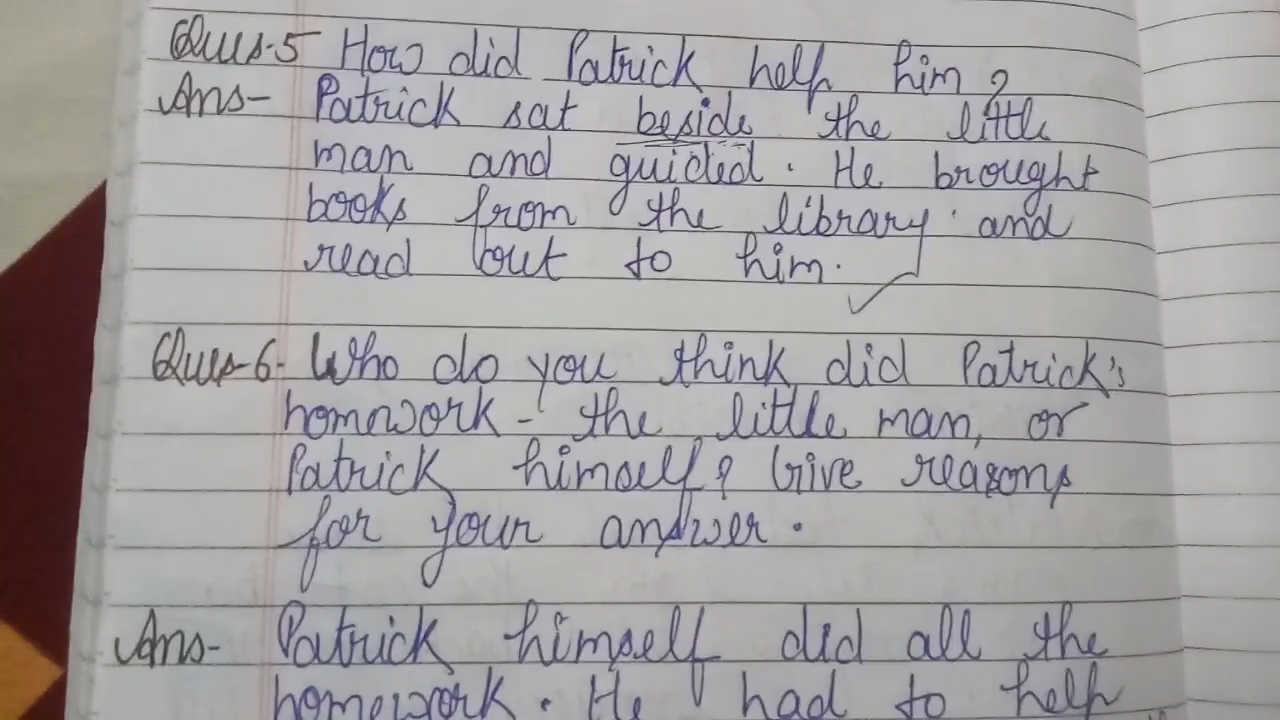 Ques-5 How did Patrick help him?
Ans- Patrick sat beside the little
man and guided. He brought
books from the library and
read out to him.
Ques-6- Who do you think did Patrick's
homework - the little man, or
Patrick himself? Give reasons
for your answer.
Ans- Patrick himself did all the
homework. He had to help